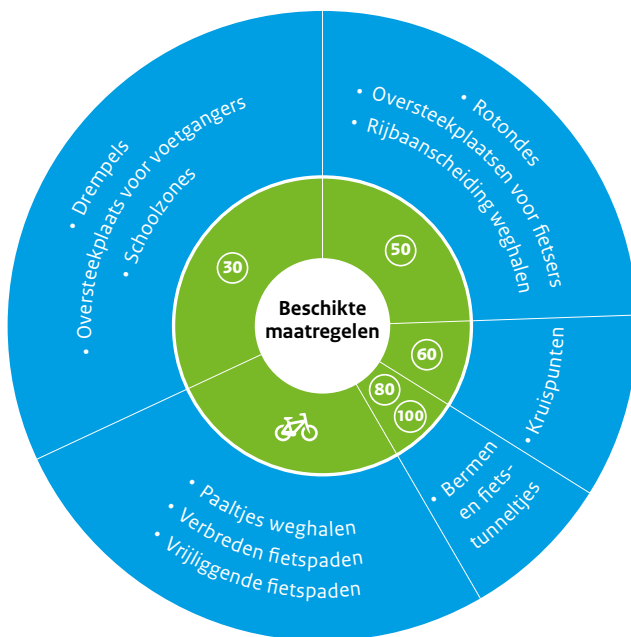 Beschikte
maatregelen
30
• Drempels
• Oversteekplaats voor voetgangers
• Schoolzones
50
• Rotondes
• Oversteekplaatsen voor fietsers
• Rijbaanscheiding weghalen
60
• Kruispunten
80
100
• Bermen
en fiets-
tunneltjes
• Paaltjes weghalen
• Verbreden fietspaden
• Vrijliggende fietspaden